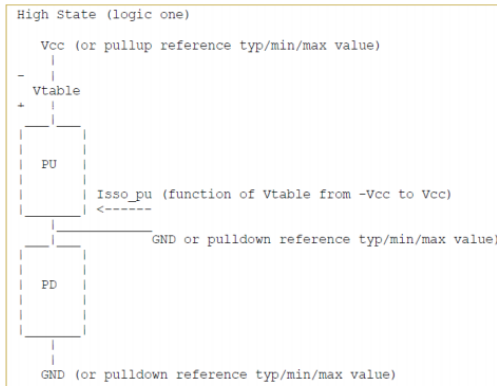 High State (logic one)
Vcc (or pullup reference typ/min/max value)
-
Vtable
+
PU
Isso_pu (function of Vtable from -Vcc to Vcc)
<------
GND or pulldown reference typ/min/max value)
PD
GND (or pulldown reference typ/min/max value)